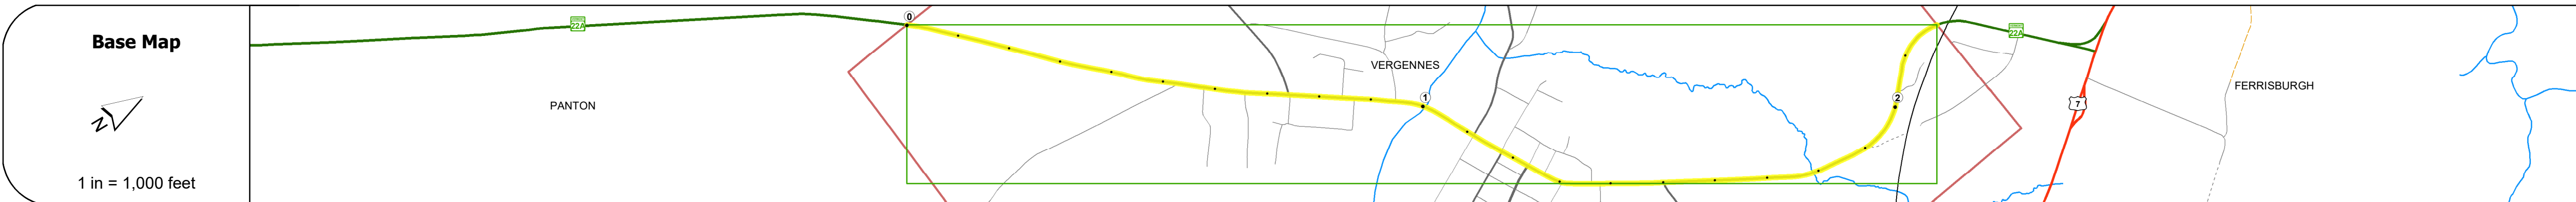 Base Map
N
1 in = 1,000 feet
22A
0
PANTON
VERGENNES
1
2
22A
7
FERRISBURGH